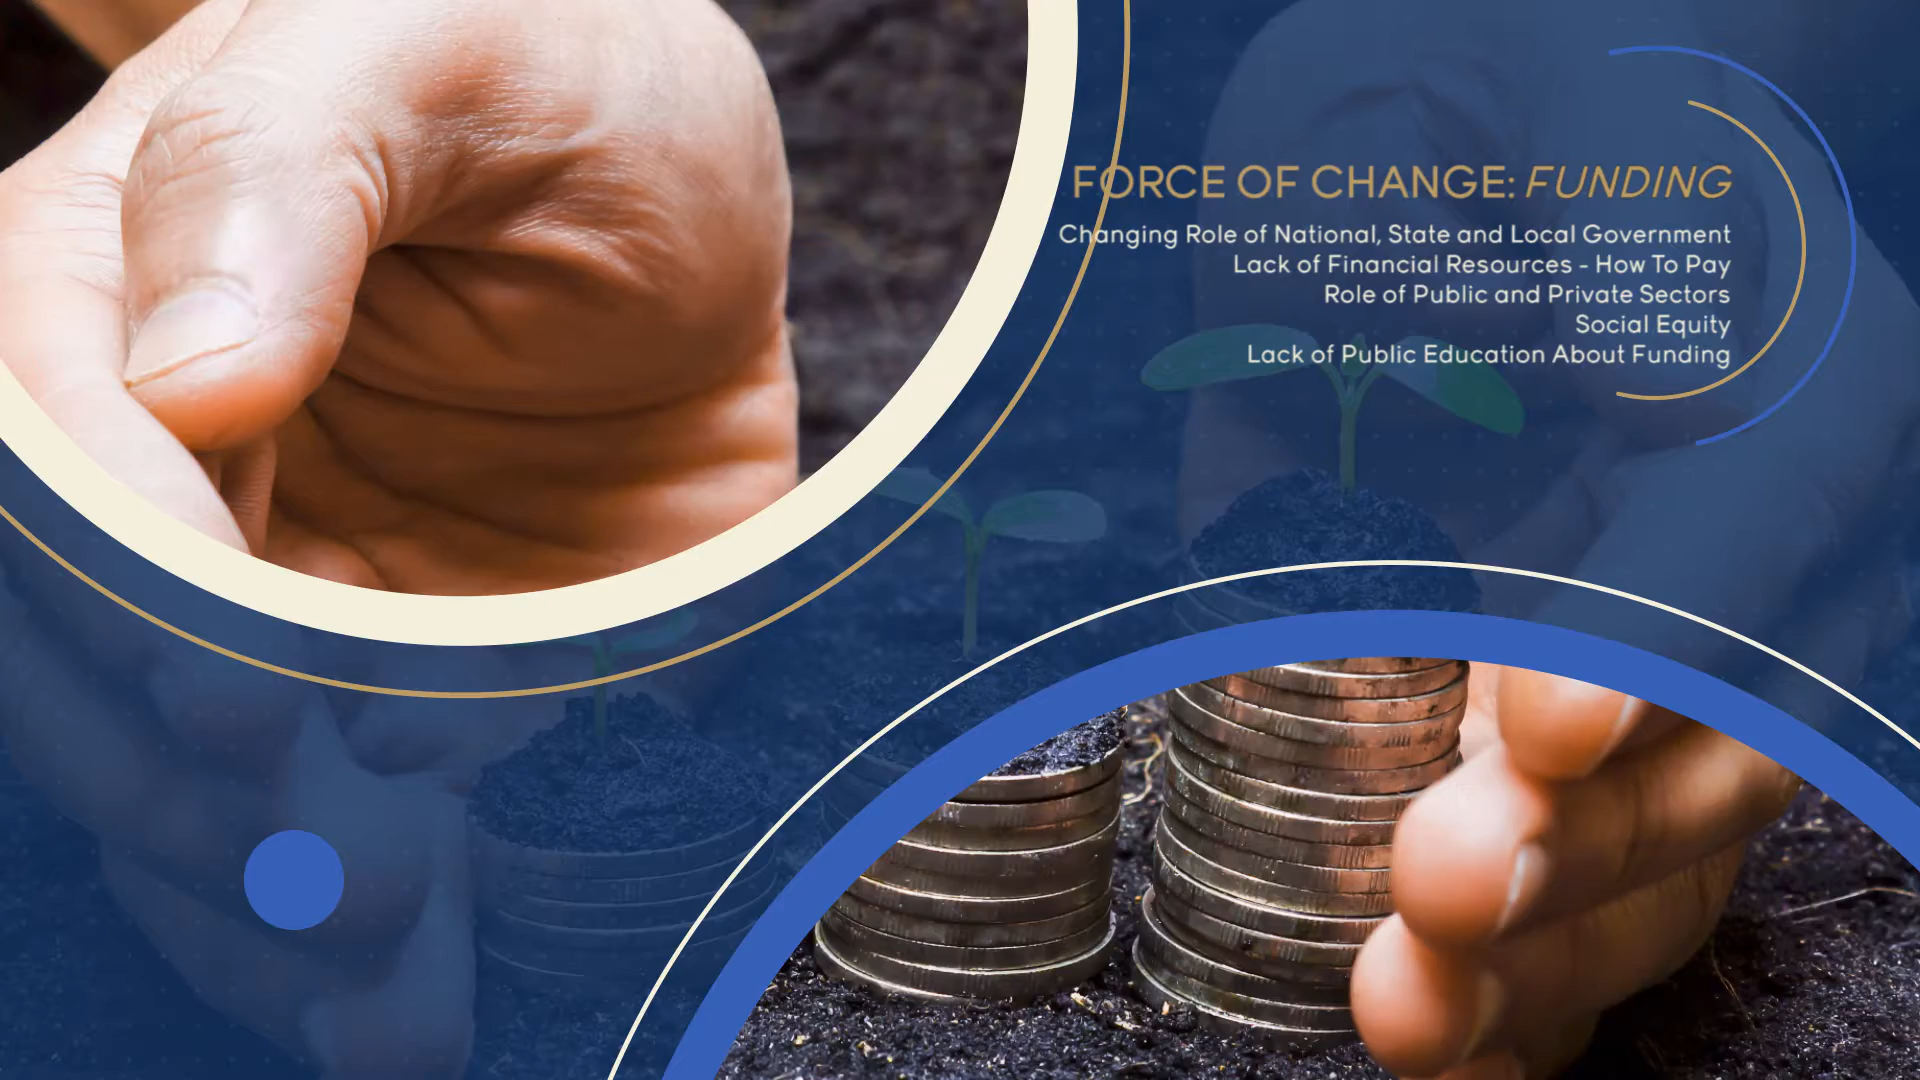 FORCE OF CHANGE: FUNDING
Changing Role of National, State and Local Government
Lack of Financial Resources - How To Pay
Role of Public and Private Sectors
Social Equity
Lack of Public Education About Funding